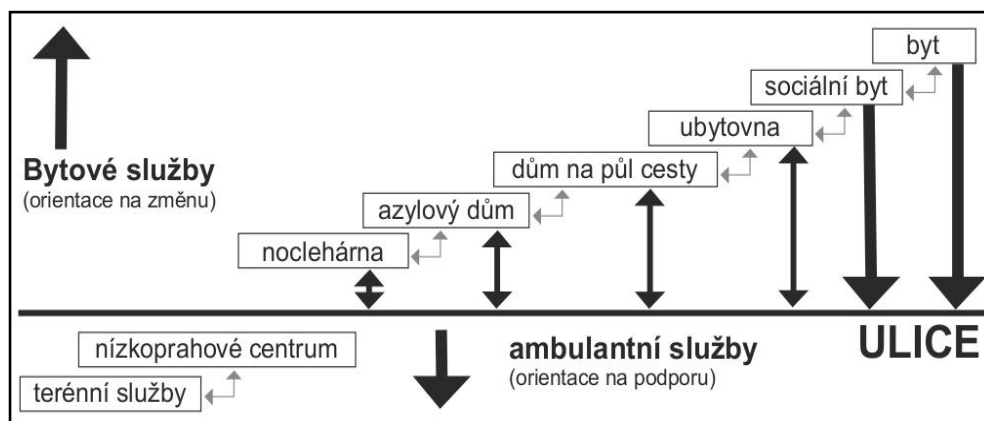 byt
sociální byt
ubytovna
Bytové služby
(orientace na změnu)
dům na půl cesty
azylový dům
noclehárna
ULICE
nízkoprahové centrum
ambulantní služby
(orientace na podporu)
terénní služby